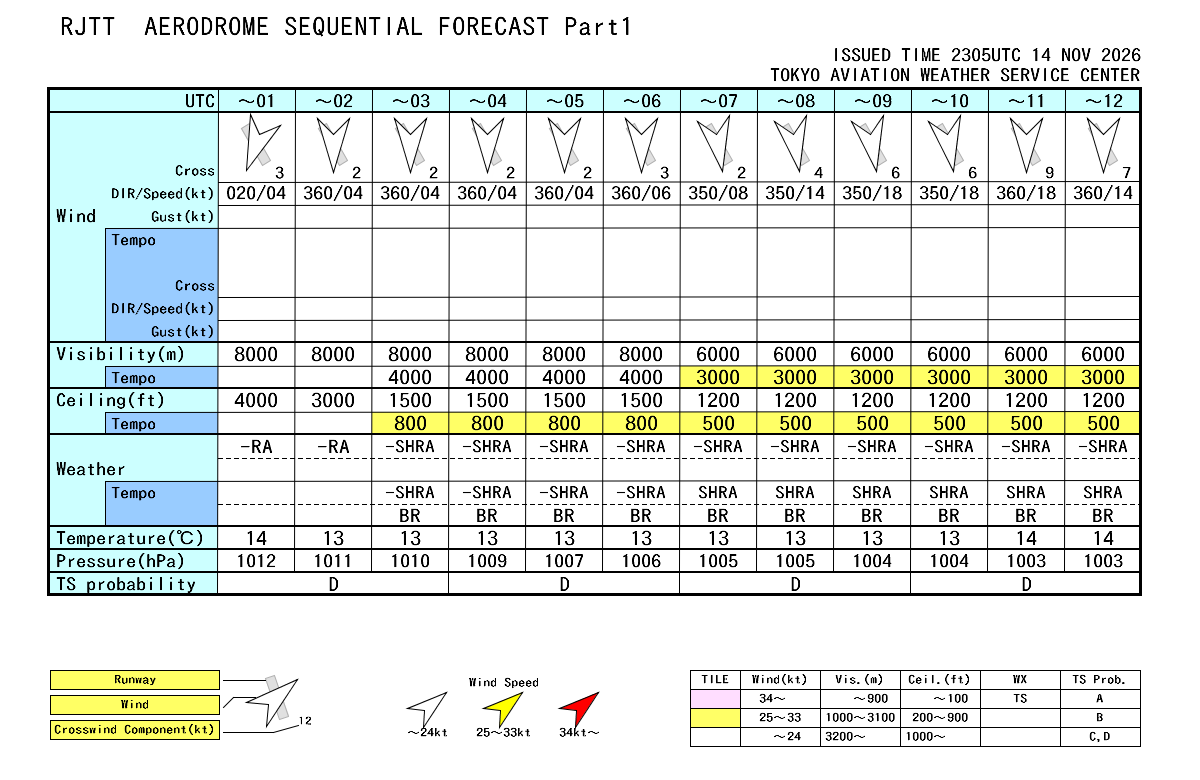 RJTT AERODROME SEQUENTIAL FORECAST Part1
ISSUED TIME 2305UTC 14 NOV 2026
TOKYO AVIATION WEATHER SERVICE CENTER
UTC ～01 ～02 ～03 ～04 ～05 ～06 ～07 ～08 ～09 ～10 ～11 ～12
Cross 3 2 2 2 2 3 2 4 6 6 9 7
DIR/Speed(kt) 020/04 360/04 360/04 360/04 360/04 360/06 350/08 350/14 350/18 350/18 360/18 360/14
Wind Gust(kt)
Tempo
Cross
DIR/Speed(kt)
Gust(kt)
Visibility(m) 8000 8000 8000 8000 8000 8000 6000 6000 6000 6000 6000 6000
Tempo 4000 4000 4000 4000 3000 3000 3000 3000 3000 3000
Ceiling(ft) 4000 3000 1500 1500 1500 1500 1200 1200 1200 1200 1200 1200
Tempo 800 800 800 800 500 500 500 500 500 500
-RA -RA -SHRA -SHRA -SHRA -SHRA -SHRA -SHRA -SHRA -SHRA -SHRA -SHRA
Weather
Tempo -SHRA -SHRA -SHRA -SHRA SHRA SHRA SHRA SHRA SHRA SHRA
BR BR BR BR BR BR BR BR BR BR
Temperature(℃) 14 13 13 13 13 13 13 13 13 13 14 14
Pressure(hPa) 1012 1011 1010 1009 1007 1006 1005 1005 1004 1004 1003 1003
TS probability D D D D
Runway
Wind
Crosswind Component(kt)
12
Wind Speed
～24kt 25～33kt 34kt～
TILE Wind(kt) Vis.(m) Ceil.(ft) WX TS Prob.
34～ ～900 ～100 TS A
25～33 1000～3100 200～900 B
～24 3200～ 1000～ C,D